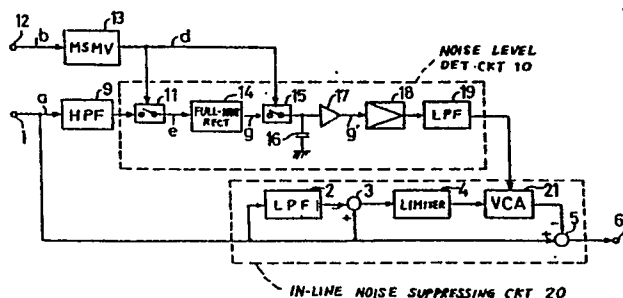 12
b
13
MSMV
d
NOISE LEVEL
DET. CKT 10
1
a
9
HPF
11
e
14
FULL-WAVE
RECT
g
15
16
17
g'
18
19
LPF
2
LPF
3
+
4
LIMITER
21
VCA
-
+
5
6
IN-LINE NOISE SUPPRESSING CKT 20